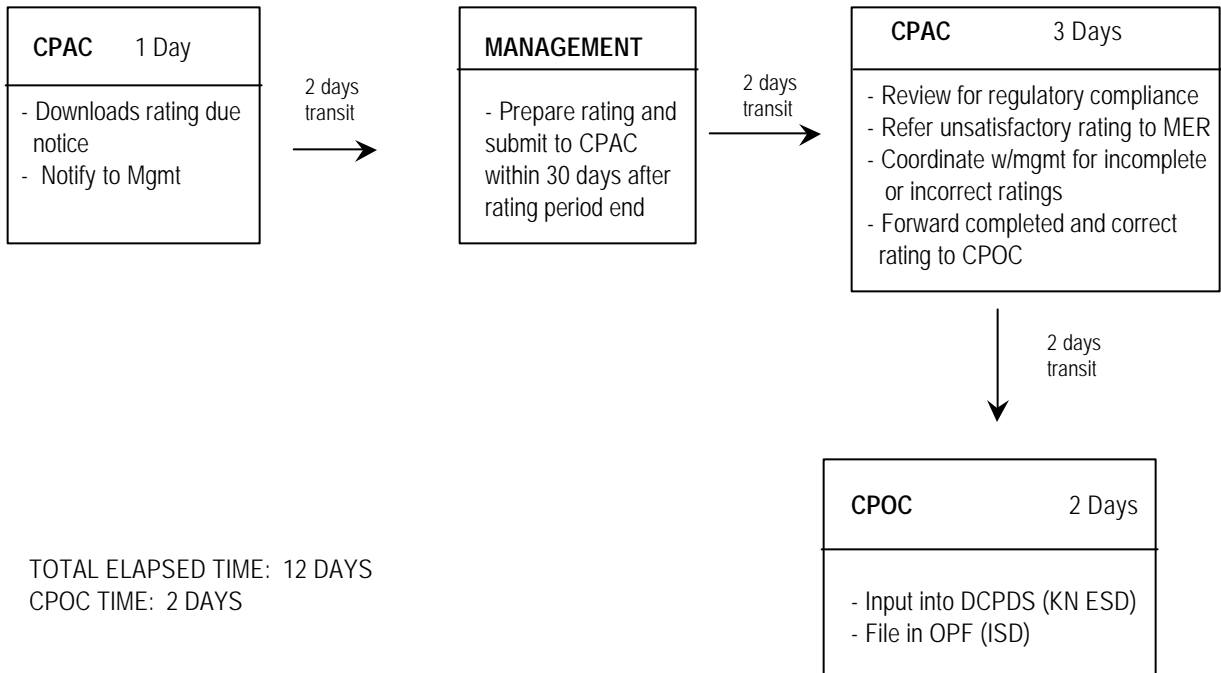 CPAC 1 Day
- Downloads rating due
notice
- Notify to Mgmt
2 days
transit
MANAGEMENT
- Prepare rating and
submit to CPAC
within 30 days after
rating period end
2 days
transit
CPAC 3 Days
- Review for regulatory compliance
- Refer unsatisfactory rating to MER
- Coordinate w/mgmt for incomplete
or incorrect ratings
- Forward completed and correct
rating to CPOC
2 days
transit
CPOC 2 Days
- Input into DCPDS (KN ESD)
- File in OPF (ISD)
TOTAL ELAPSED TIME: 12 DAYS
CPOC TIME: 2 DAYS